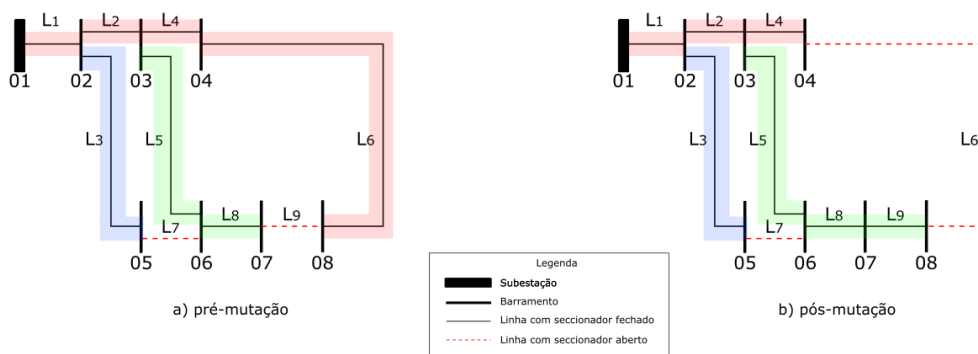 L1 L2 L4
01 02 03 04
L3 L5 L6
L7 L8 L9
05 06 07 08
a) pré-mutação
L1 L2 L4
01 02 03 04
L3 L5 L6
L7 L8 L9
05 06 07 08
b) pós-mutação
Legenda
Subestação
Barramento
Linha com seccionador fechado
Linha com seccionador aberto